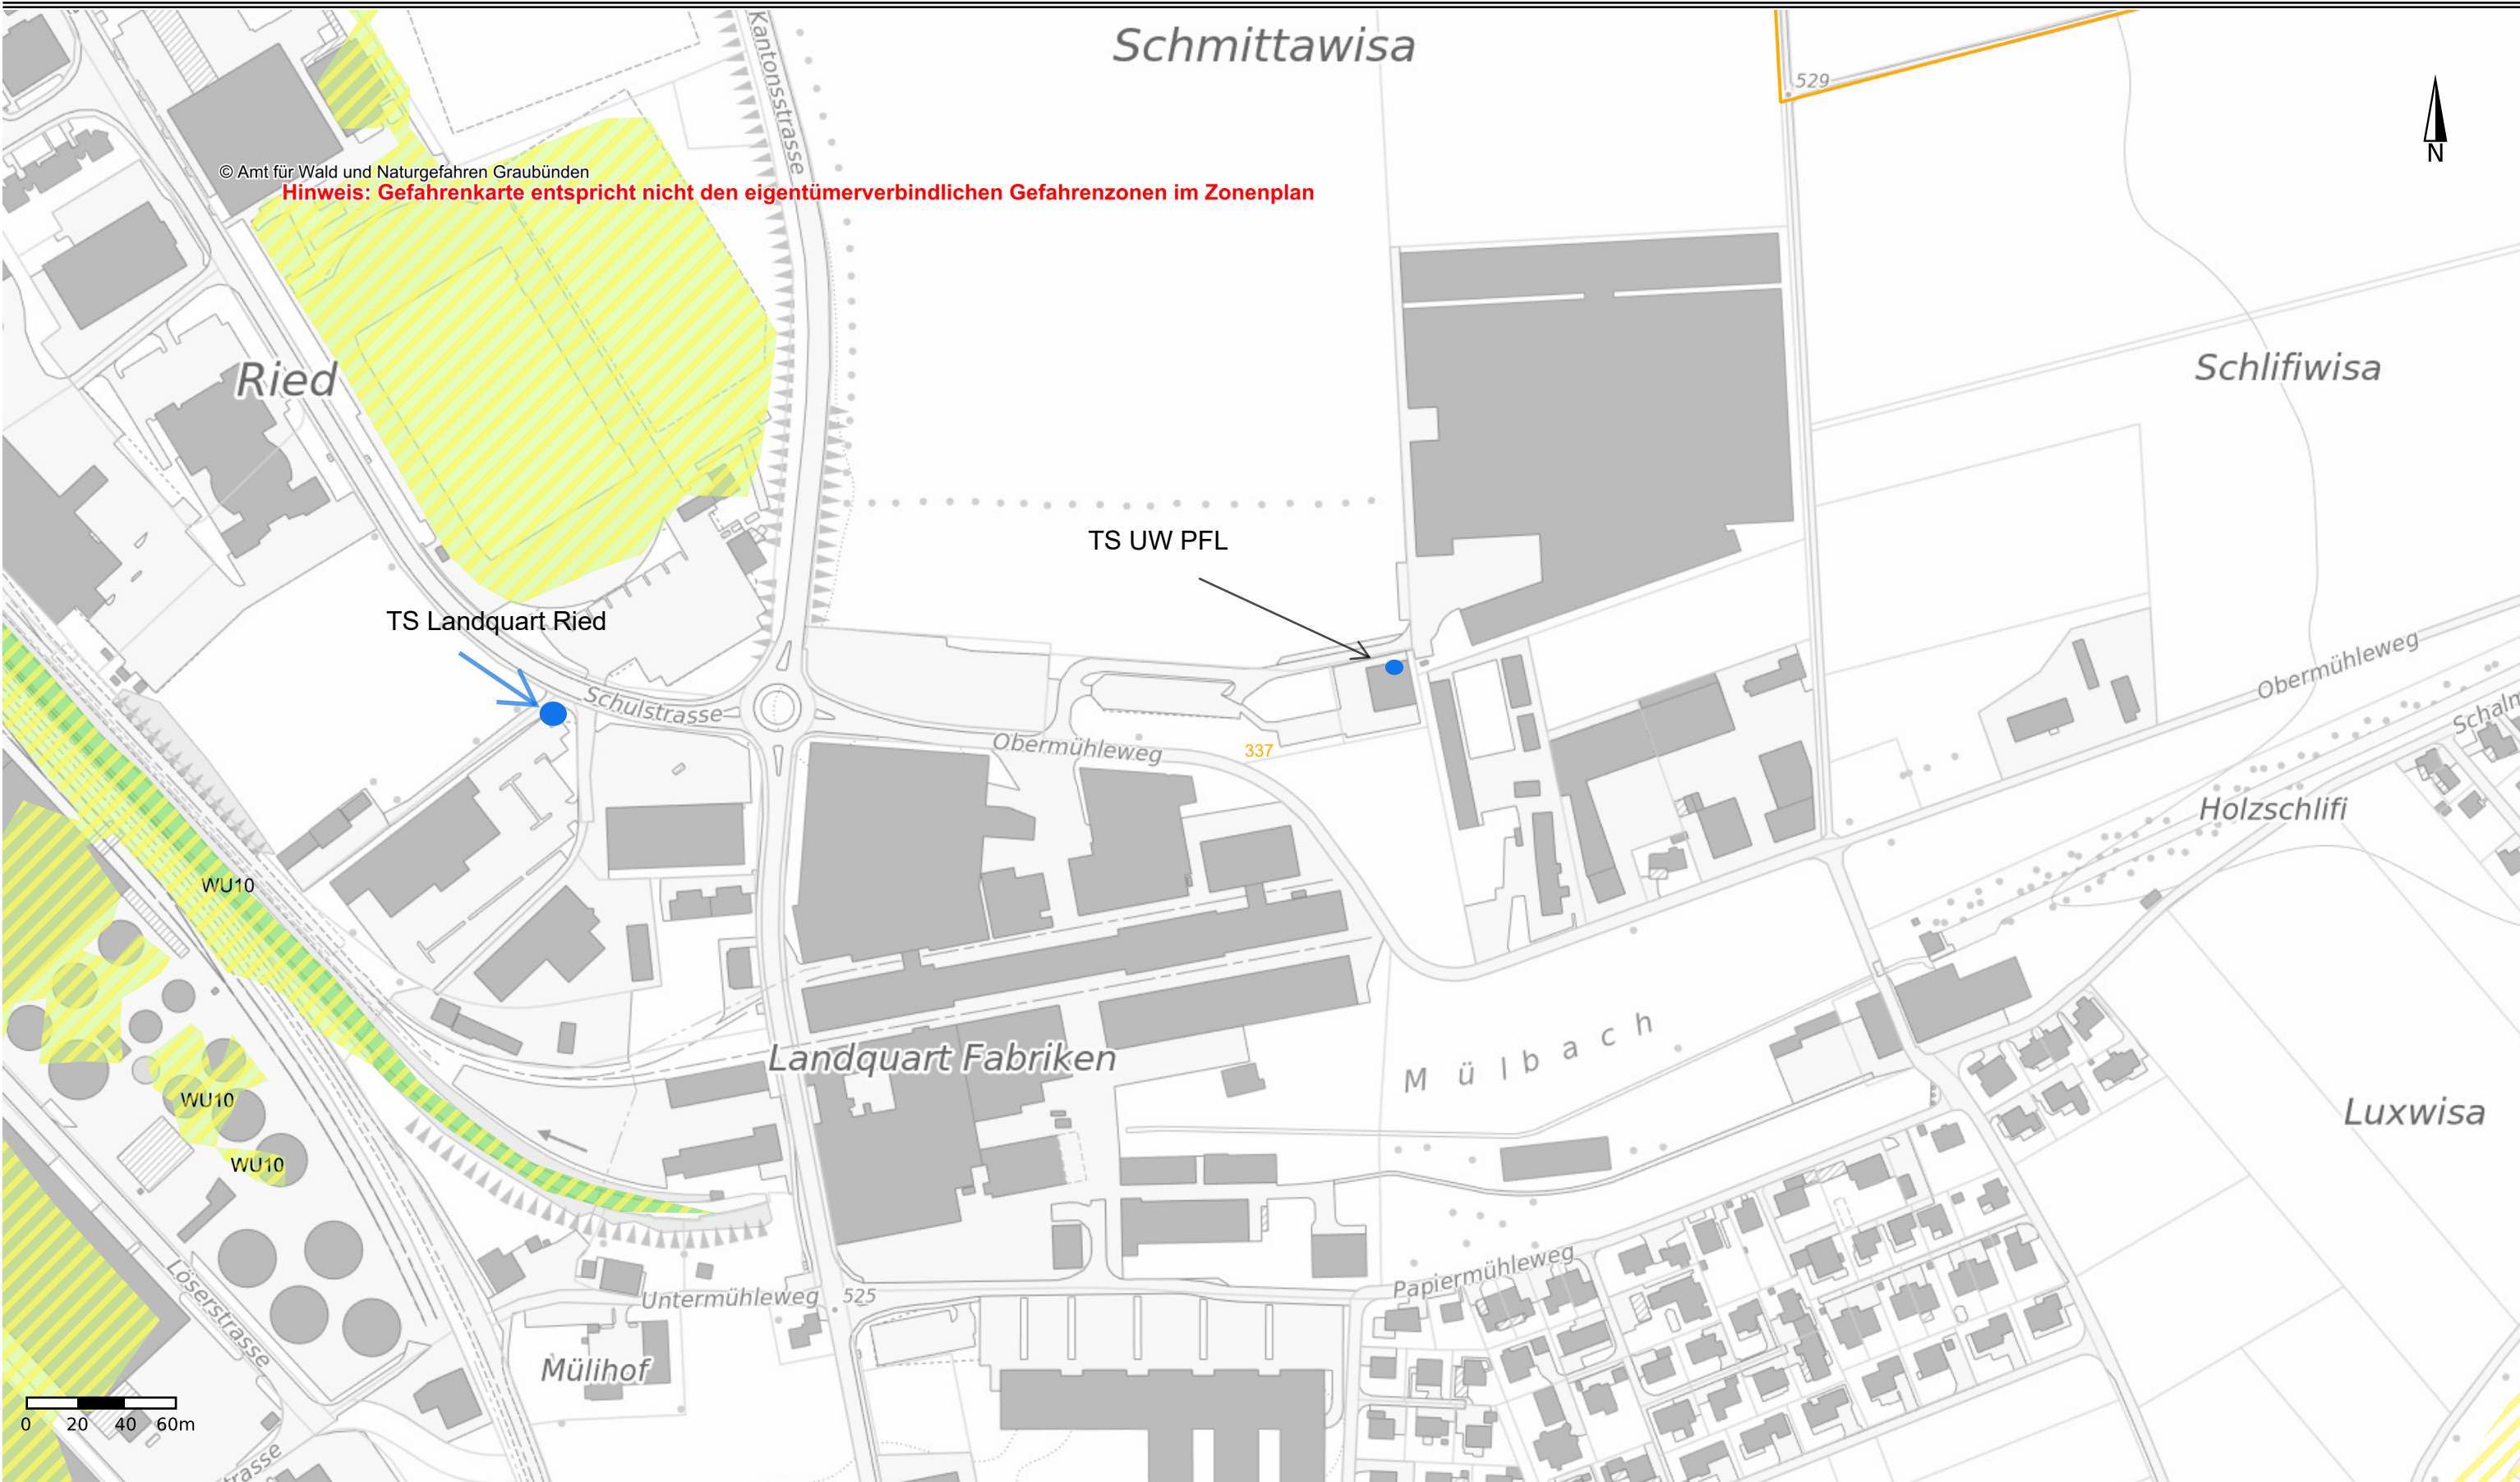 Schmittawisa
Kantonsstrasse
529
N
© Amt für Wald und Naturgefahren Graubünden
Hinweis: Gefahrenkarte entspricht nicht den eigentümerverbindlichen Gefahrenzonen im Zonenplan
Ried
Schlifiwisa
TS UW PFL
TS Landquart Ried
Schulstrasse
Obermühleweg
Obermühleweg
337
Holzschlifi
WU10
Landquart Fabriken
Mülbach
WU10
Luxwisa
WU10
Löserstrasse
Untermühleweg
525
Papiermühleweg
Mülihof
0 20 40 60m